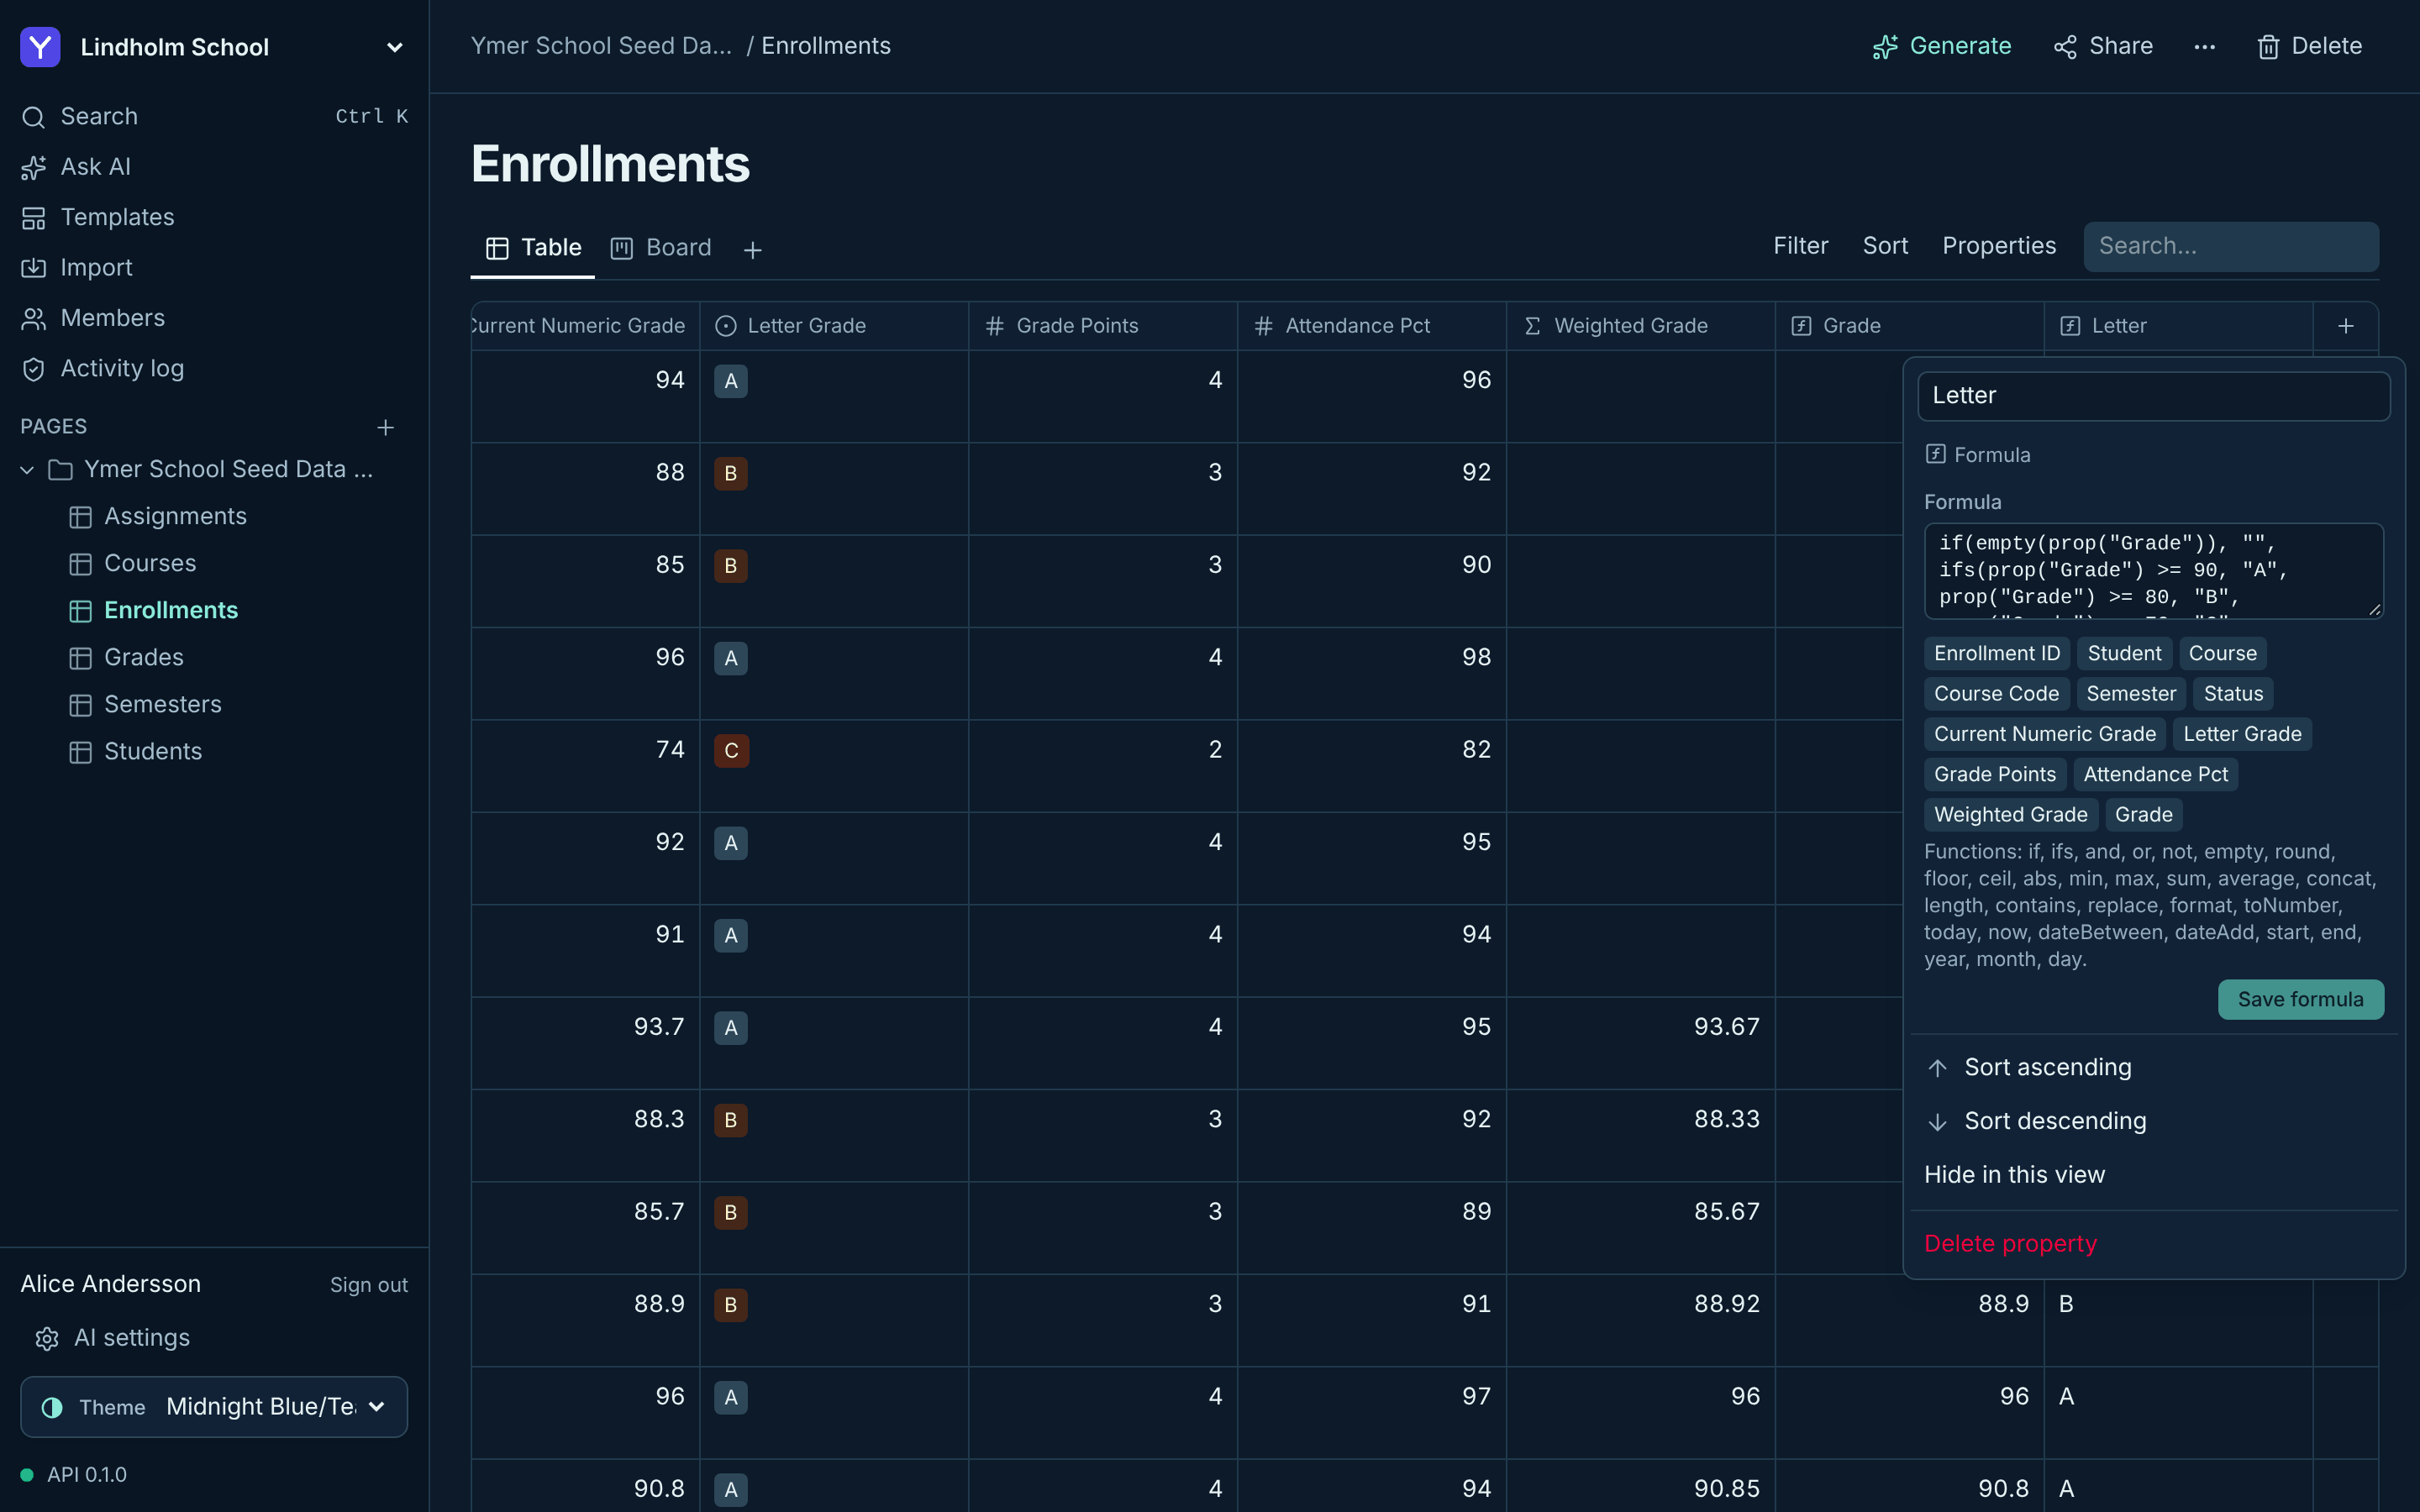 Lindholm School
Search Ctrl K
Ask AI
Templates
Import
Members
Activity log
PAGES
Ymer School Seed Data ...
Assignments
Courses
Enrollments
Grades
Semesters
Students
Alice Andersson Sign out
AI settings
Theme Midnight Blue/Te
API 0.1.0
Ymer School Seed Da... / Enrollments
Generate Share Delete
Enrollments
Table Board
Filter Sort Properties Search...
Current Numeric Grade Letter Grade # Grade Points # Attendance Pct Σ Weighted Grade Grade Letter
94 A 4 96
88 B 3 92
85 B 3 90
96 A 4 98
74 C 2 82
92 A 4 95
91 A 4 94
93.7 A 4 95 93.67
88.3 B 3 92 88.33
85.7 B 3 89 85.67
88.9 B 3 91 88.92 88.9 B
96 A 4 97 96 96 A
90.8 A 4 94 90.85 90.8 A
Letter
Formula
Formula
if(empty(prop("Grade")), "",
ifs(prop("Grade") >= 90, "A",
prop("Grade") >= 80, "B",
Enrollment ID Student Course
Course Code Semester Status
Current Numeric Grade Letter Grade
Grade Points Attendance Pct
Weighted Grade Grade
Functions: if, ifs, and, or, not, empty, round,
floor, ceil, abs, min, max, sum, average, concat,
length, contains, replace, format, toNumber,
today, now, dateBetween, dateAdd, start, end,
year, month, day.
Save formula
Sort ascending
Sort descending
Hide in this view
Delete property